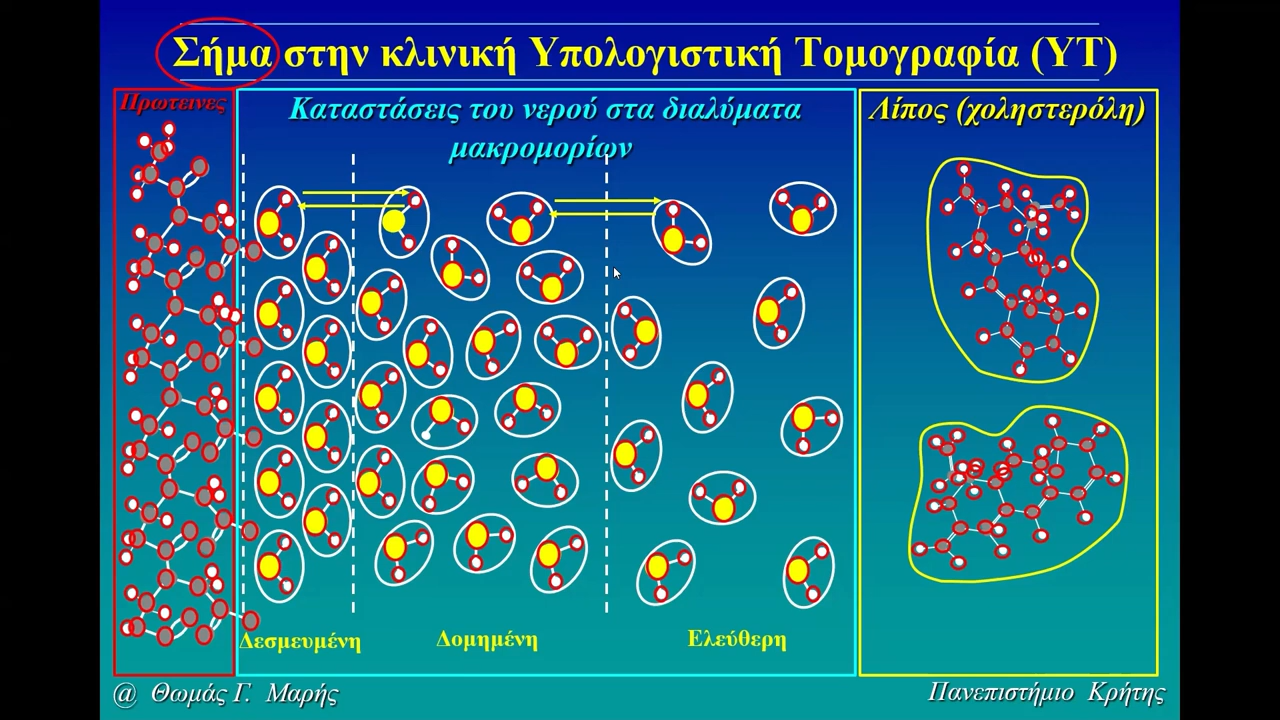 Σήμα στην κλινική Υπολογιστική Τομογραφία (ΥΤ)
Πρωτεινες
Καταστάσεις του νερού στα διαλύματα
μακρομορίων
Λίπος (χοληστερόλη)
Δεσμευμένη
Δομημένη
Ελεύθερη
@ Θωμάς Γ. Μαρής
Πανεπιστήμιο Κρήτης